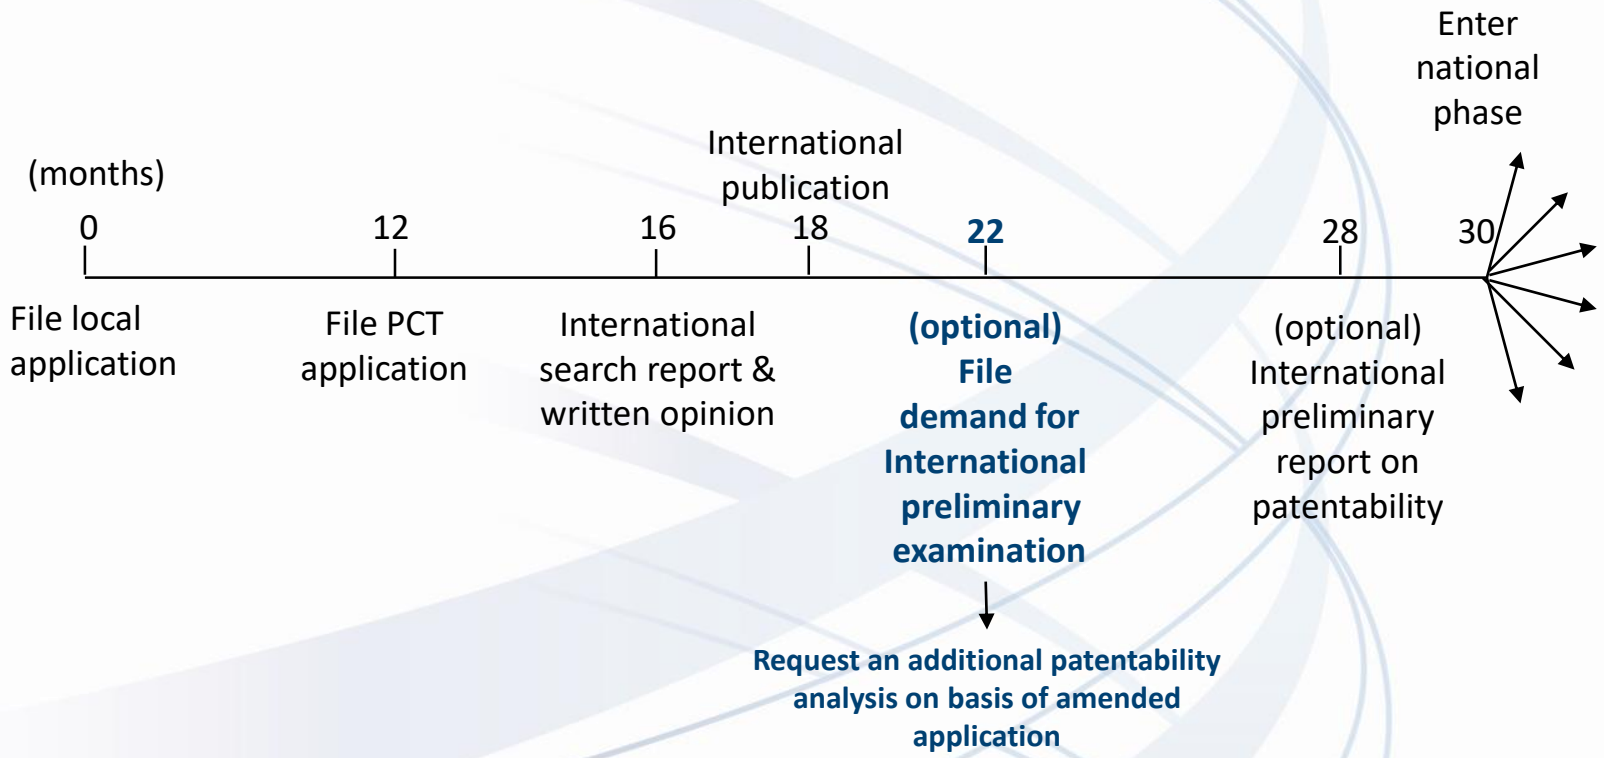 Enter
national
phase
International
publication
(months)
0
12
16
18
22
28
30
File local
application
File PCT
application
International
search report &
written opinion
(optional)
File
demand for
International
preliminary
examination
(optional)
International
preliminary
report on
patentability
Request an additional patentability
analysis on basis of amended
application